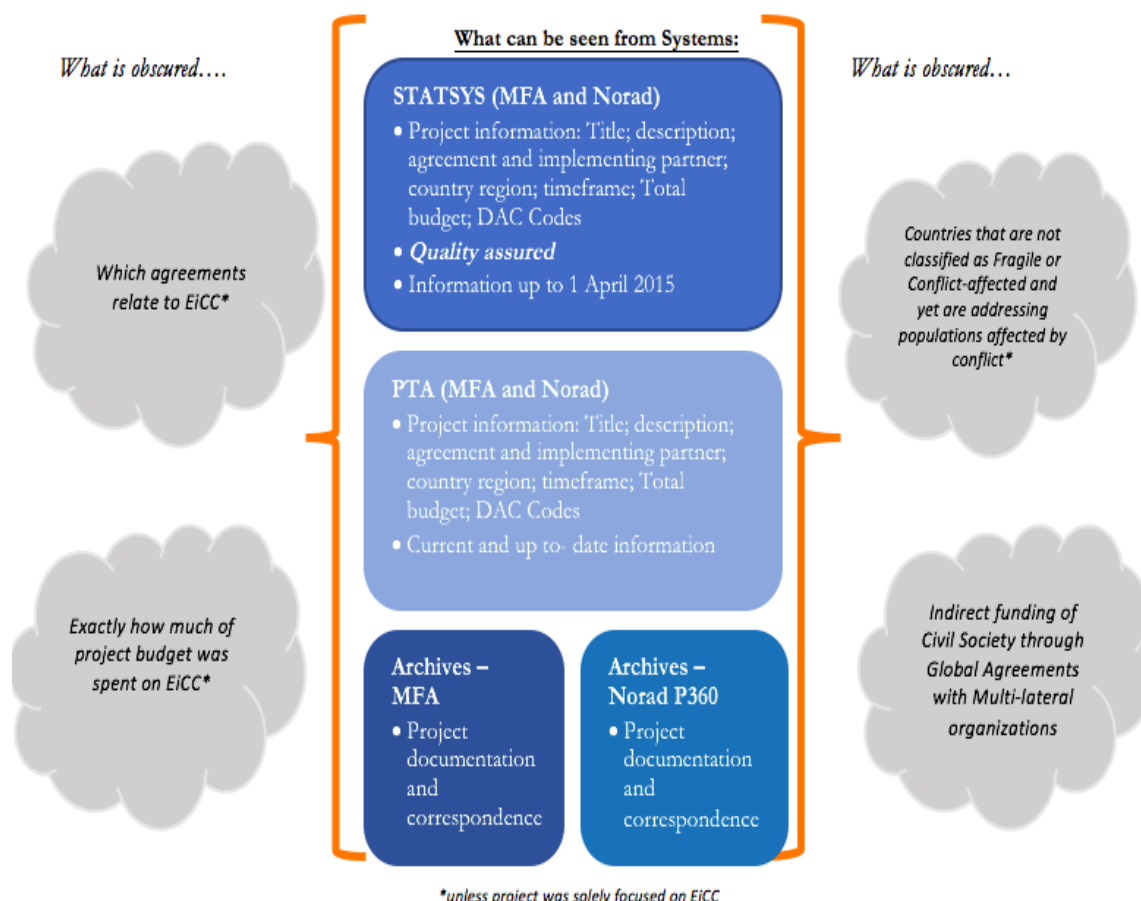 What can be seen from Systems:
What is obscured....
What is obscured...
STATSYS (MFA and Norad)
• Project information: Title; description;
agreement and implementing partner;
country region; timeframe; Total
budget; DAC Codes
• Quality assured
• Information up to 1 April 2015
Which agreements
relate to EiCC*
Countries that are not
classified as Fragile or
Conflict-affected and
yet are addressing
populations affected by
conflict*
PTA (MFA and Norad)
• Project information: Title; description;
agreement and implementing partner;
country region; timeframe; Total
budget; DAC Codes
• Current and up to- date information
Exactly how much of
project budget was
spent on EiCC*
Indirect funding of
Civil Society through
Global Agreements
with Multi-lateral
organizations
Archives –
MFA
• Project
documentation
and
correspondence
Archives –
Norad P360
• Project
documentation
and
correspondence
*unless project was solely focused on EiCC